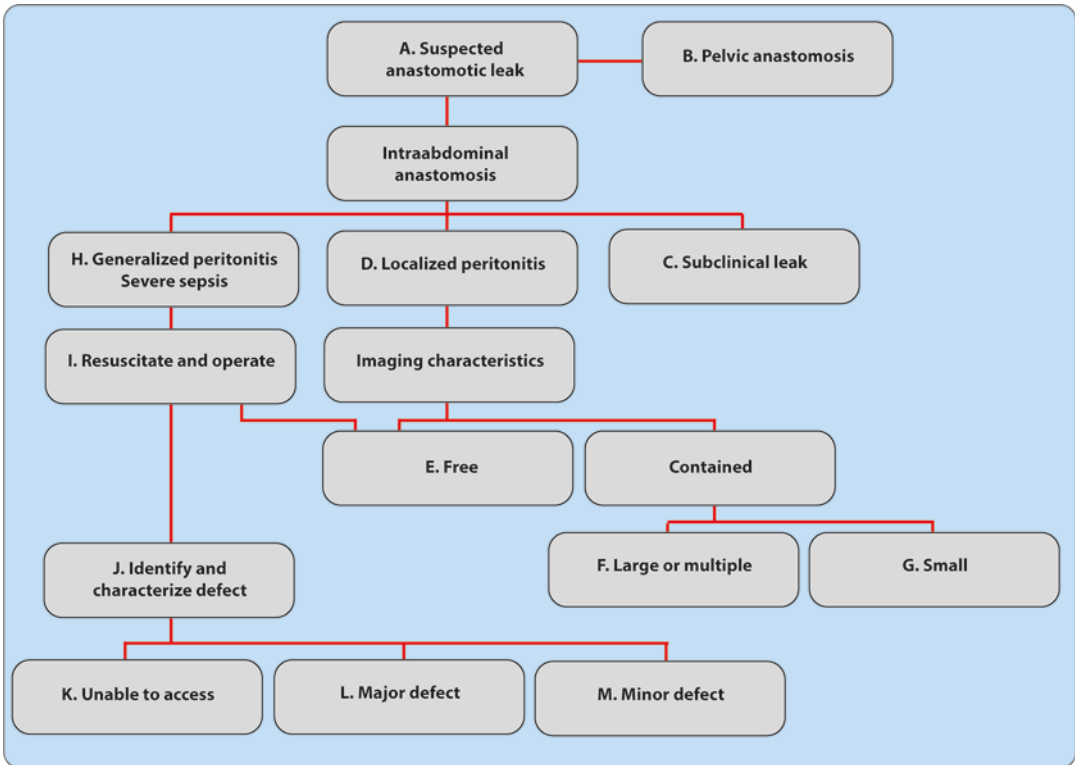 A. Suspected
anastomotic leak
B. Pelvic anastomosis
Intraabdominal
anastomosis
H. Generalized peritonitis
Severe sepsis
D. Localized peritonitis
C. Subclinical leak
I. Resuscitate and operate
Imaging characteristics
E. Free
Contained
J. Identify and
characterize defect
F. Large or multiple
G. Small
K. Unable to access
L. Major defect
M. Minor defect